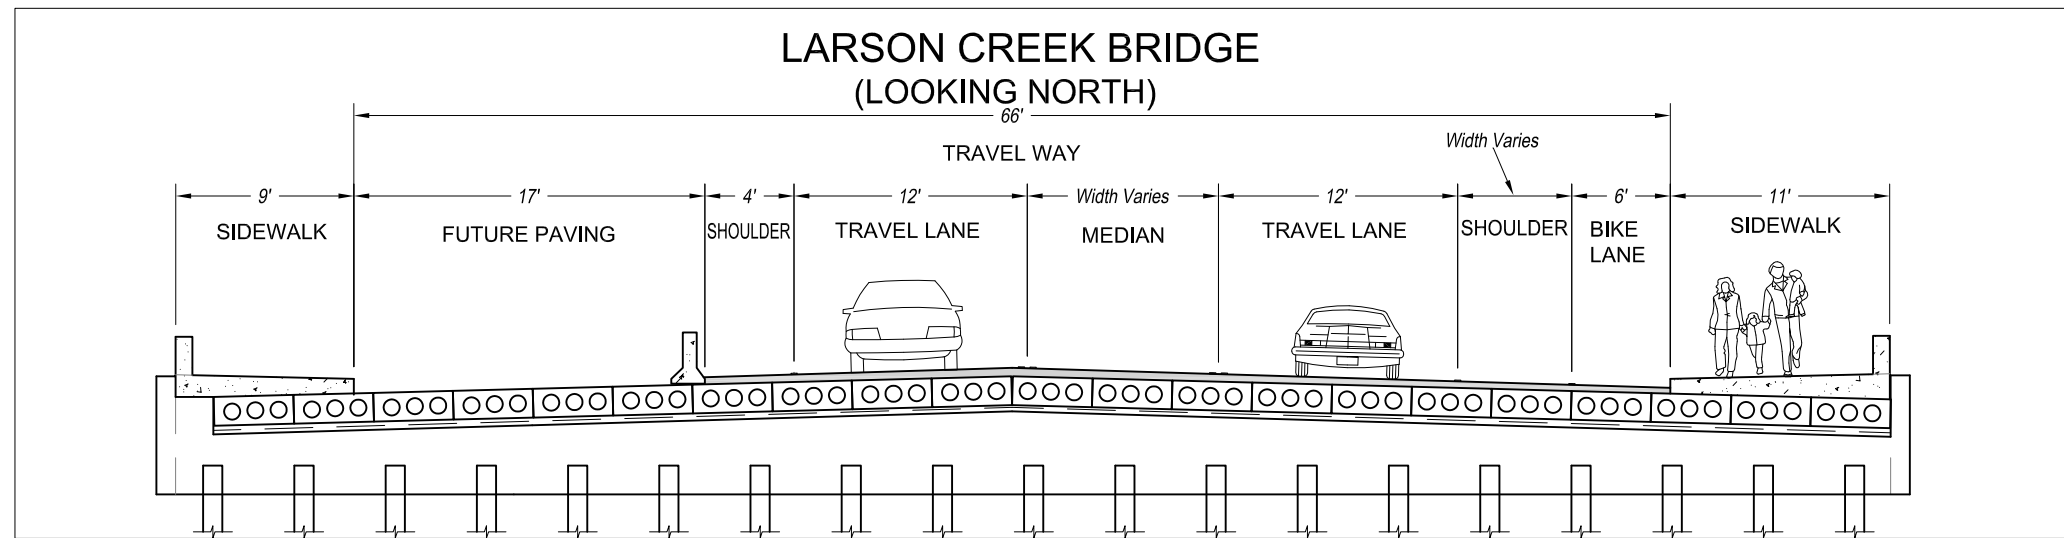 LARSON CREEK BRIDGE
(LOOKING NORTH)
66'
TRAVEL WAY
Width Varies
9'
17'
4'
12'
Width Varies
12'
6'
11'
SIDEWALK
FUTURE PAVING
SHOULDER
TRAVEL LANE
MEDIAN
TRAVEL LANE
SHOULDER
BIKE
LANE
SIDEWALK